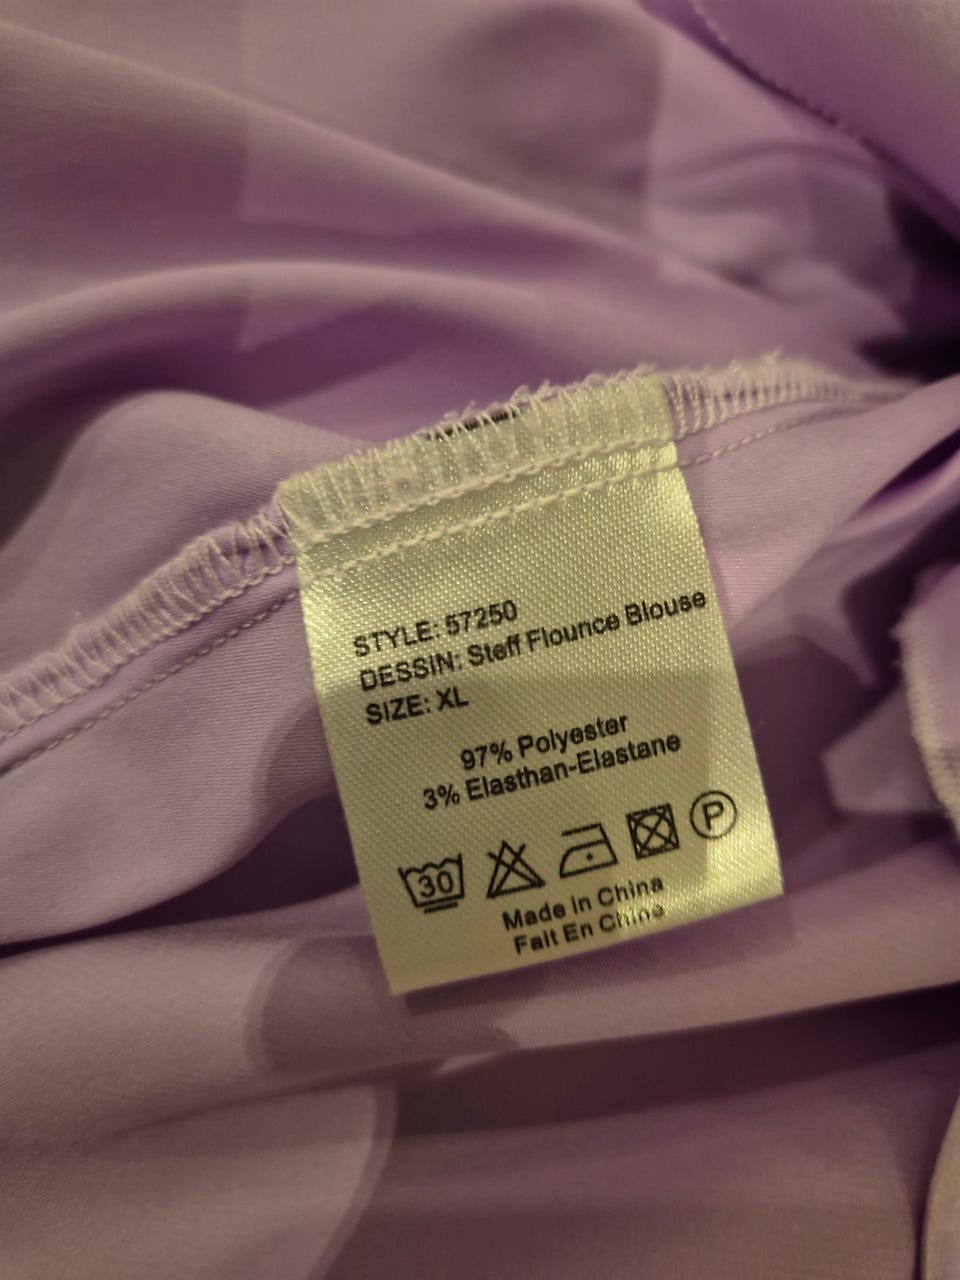 STYLE: 57250
DESSIN: Steff Flounce Blouse
SIZE: XL
97% Polyester
3% Elasthan-Elastane
30
P
Made In China
Fait En Chine